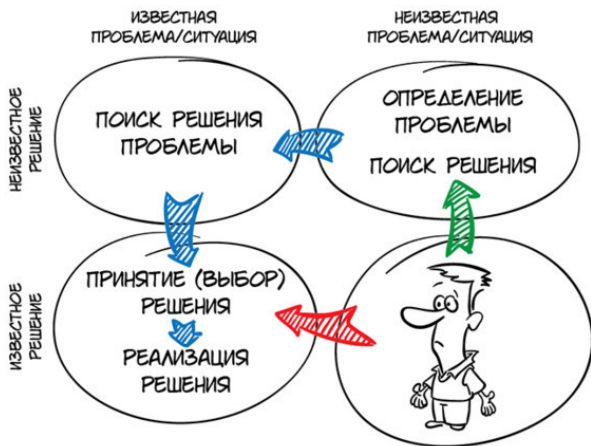 ИЗВЕСТНАЯ
ПРОБЛЕМА/СИТУАЦИЯ
НЕИЗВЕСТНАЯ
ПРОБЛЕМА/СИТУАЦИЯ
НЕИЗВЕСТНОЕ
РЕШЕНИЕ
ПОИСК РЕШЕНИЯ
ПРОБЛЕМЫ
ОПРЕДЕЛЕНИЕ
ПРОБЛЕМЫ
ПОИСК РЕШЕНИЯ
ИЗВЕСТНОЕ
РЕШЕНИЕ
ПРИНЯТИЕ (ВЫБОР)
РЕШЕНИЯ
РЕАЛИЗАЦИЯ
РЕШЕНИЯ